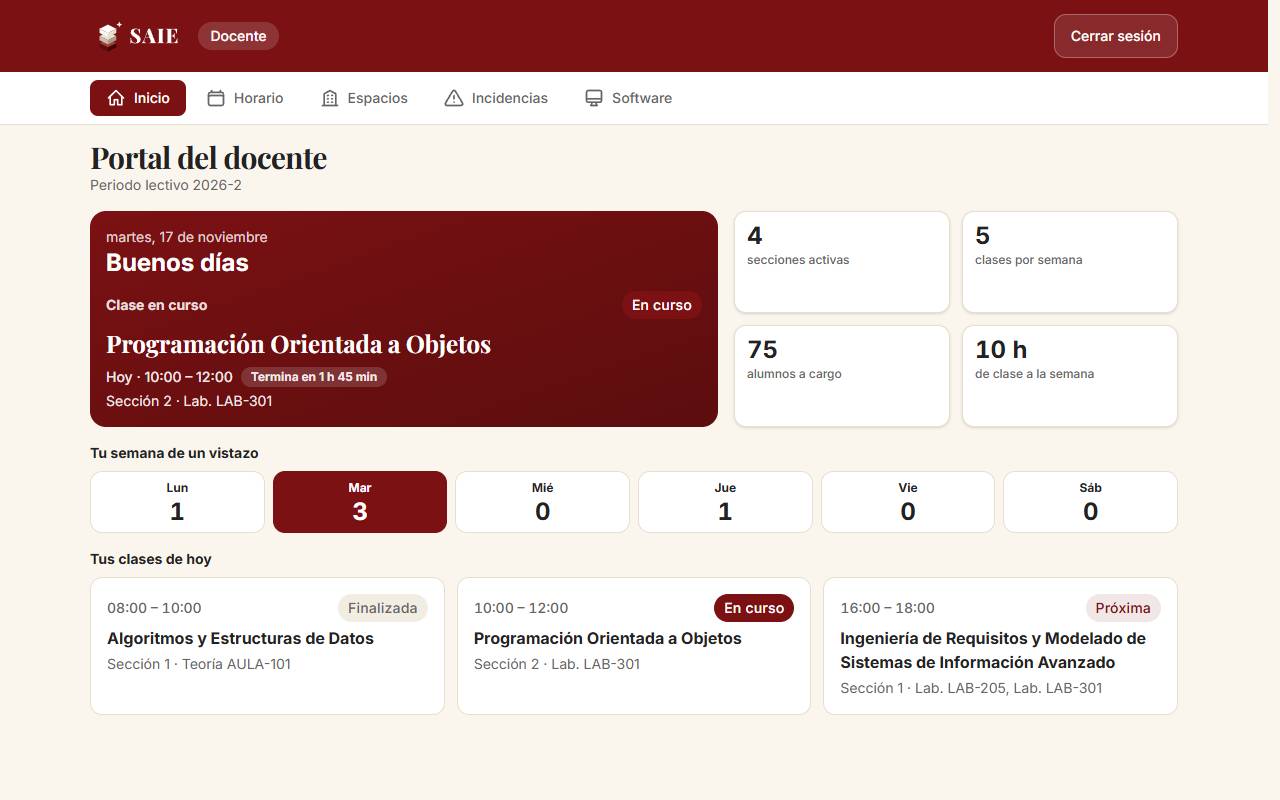 SAIE
Docente
Cerrar sesión
Inicio
Horario
Espacios
Incidencias
Software
Portal del docente
Periodo lectivo 2026-2
martes, 17 de noviembre
Buenos días
Clase en curso
En curso
Programación Orientada a Objetos
Hoy · 10:00 – 12:00
Termina en 1 h 45 min
Sección 2 · Lab. LAB-301
4
secciones activas
5
clases por semana
75
alumnos a cargo
10 h
de clase a la semana
Tu semana de un vistazo
Lun
1
Mar
3
Mié
0
Jue
1
Vie
0
Sáb
0
Tus clases de hoy
08:00 – 10:00
Finalizada
Algoritmos y Estructuras de Datos
Sección 1 · Teoría AULA-101
10:00 – 12:00
En curso
Programación Orientada a Objetos
Sección 2 · Lab. LAB-301
16:00 – 18:00
Próxima
Ingeniería de Requisitos y Modelado de
Sistemas de Información Avanzado
Sección 1 · Lab. LAB-205, Lab. LAB-301